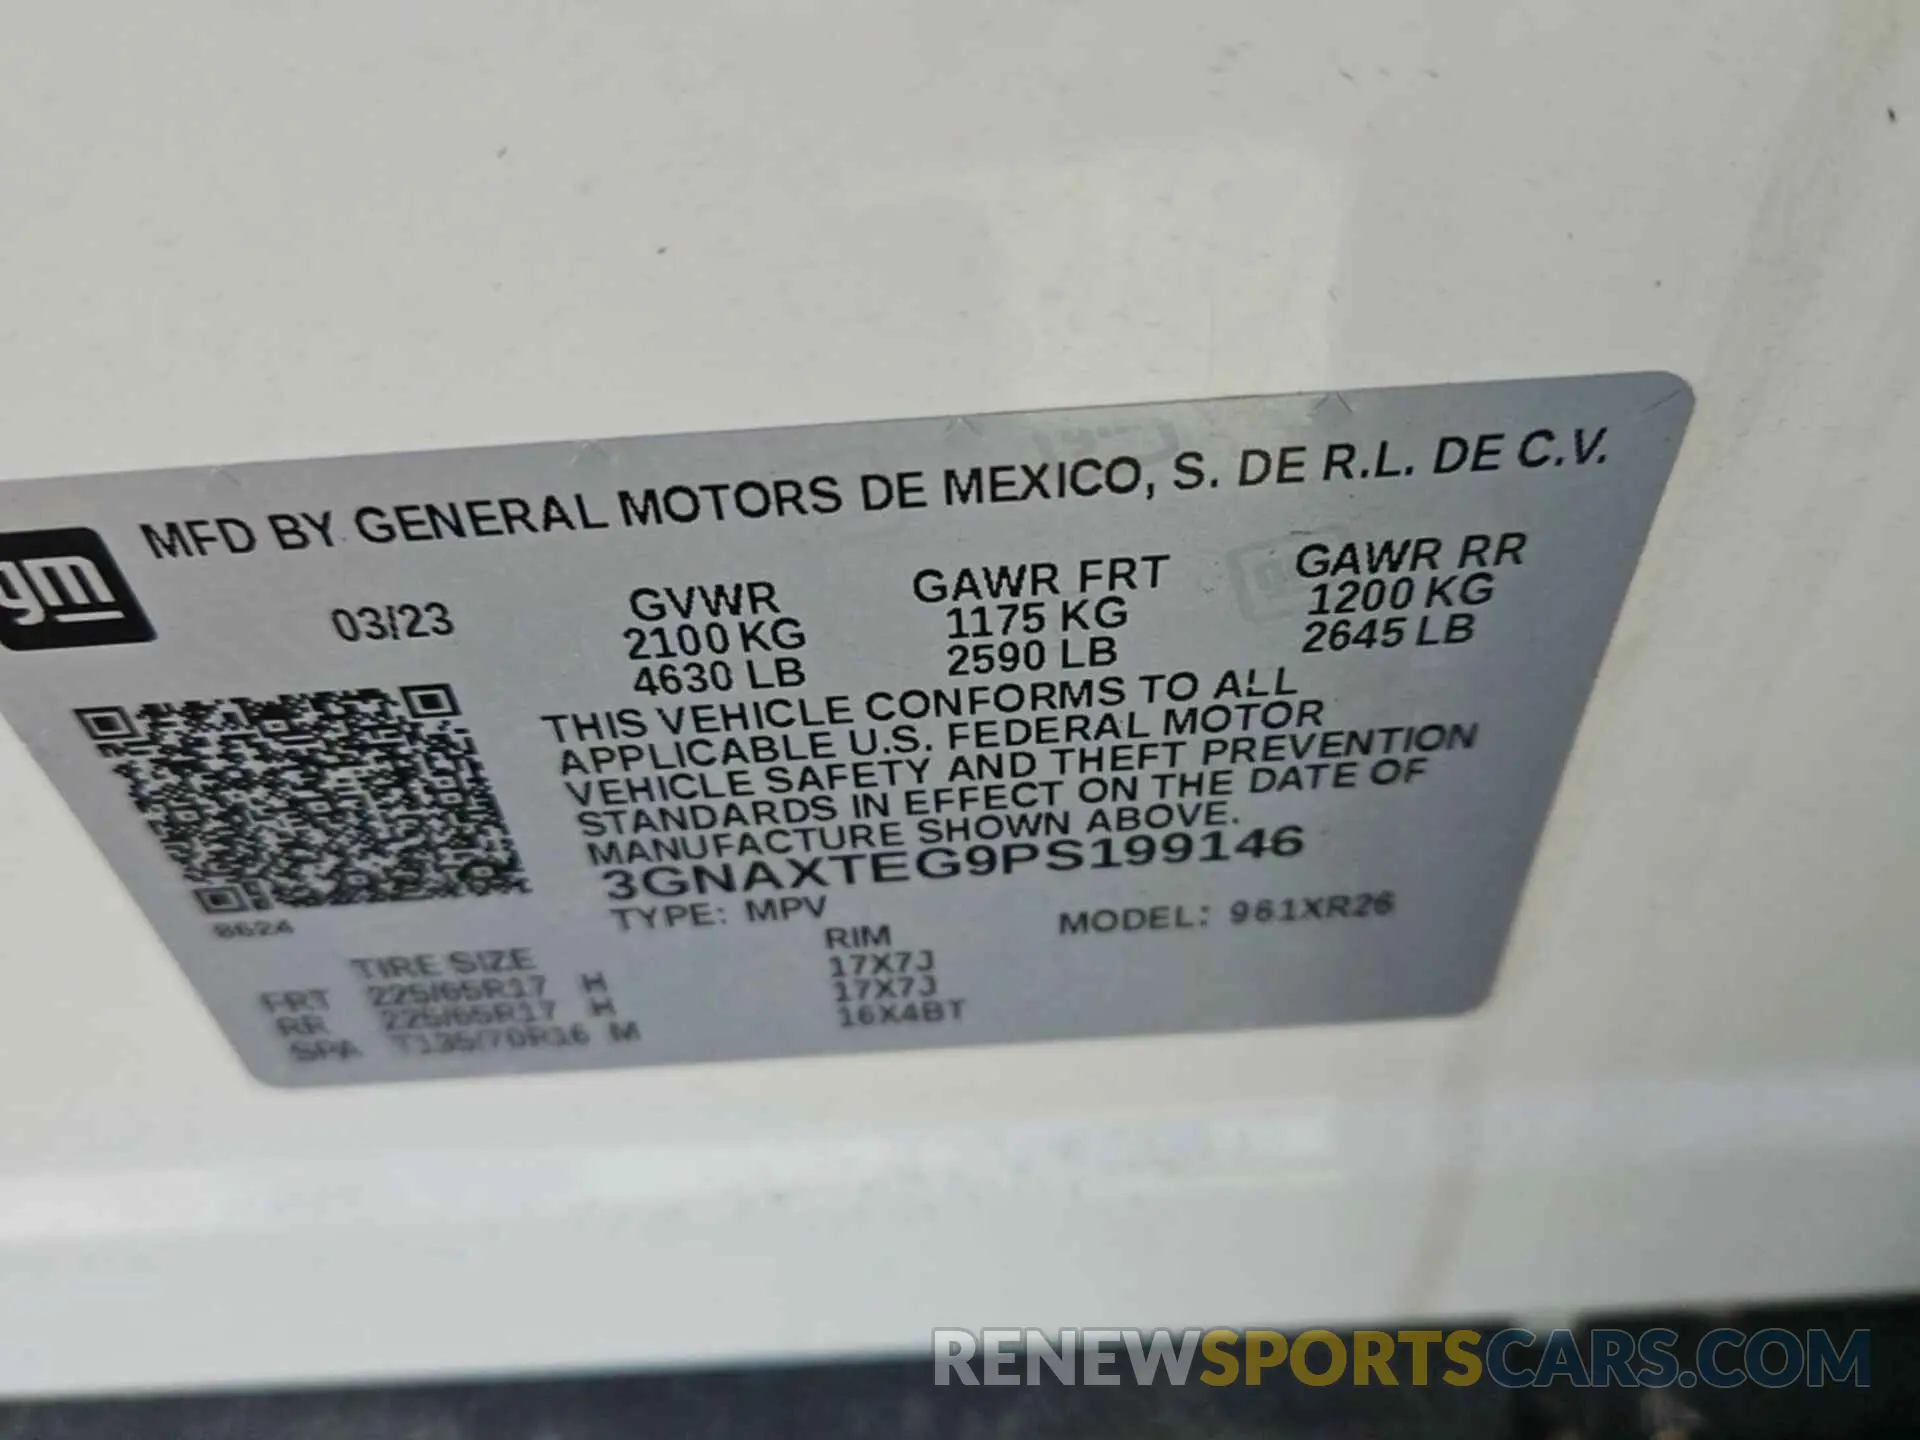 MFD BY GENERAL MOTORS DE MEXICO, S. DE R.L. DE C.V.
gm
03/23
GVWR GAWR FRT GAWR RR
2100 KG 1175 KG 1200 KG
4630 LB 2590 LB 2645 LB
THIS VEHICLE CONFORMS TO ALL
APPLICABLE U.S. FEDERAL MOTOR
VEHICLE SAFETY AND THEFT PREVENTION
STANDARDS IN EFFECT ON THE DATE OF
MANUFACTURE SHOWN ABOVE.
3GNAXTEG9PS199146
TYPE: MPV MODEL: 961XR26
8624
TIRE SIZE RIM
FRT 225/65R17 H 17X7J
RR 225/65R17 H 17X7J
SPA T135/70R16 M 16X4BT
RENEWSPORTSCARS.COM